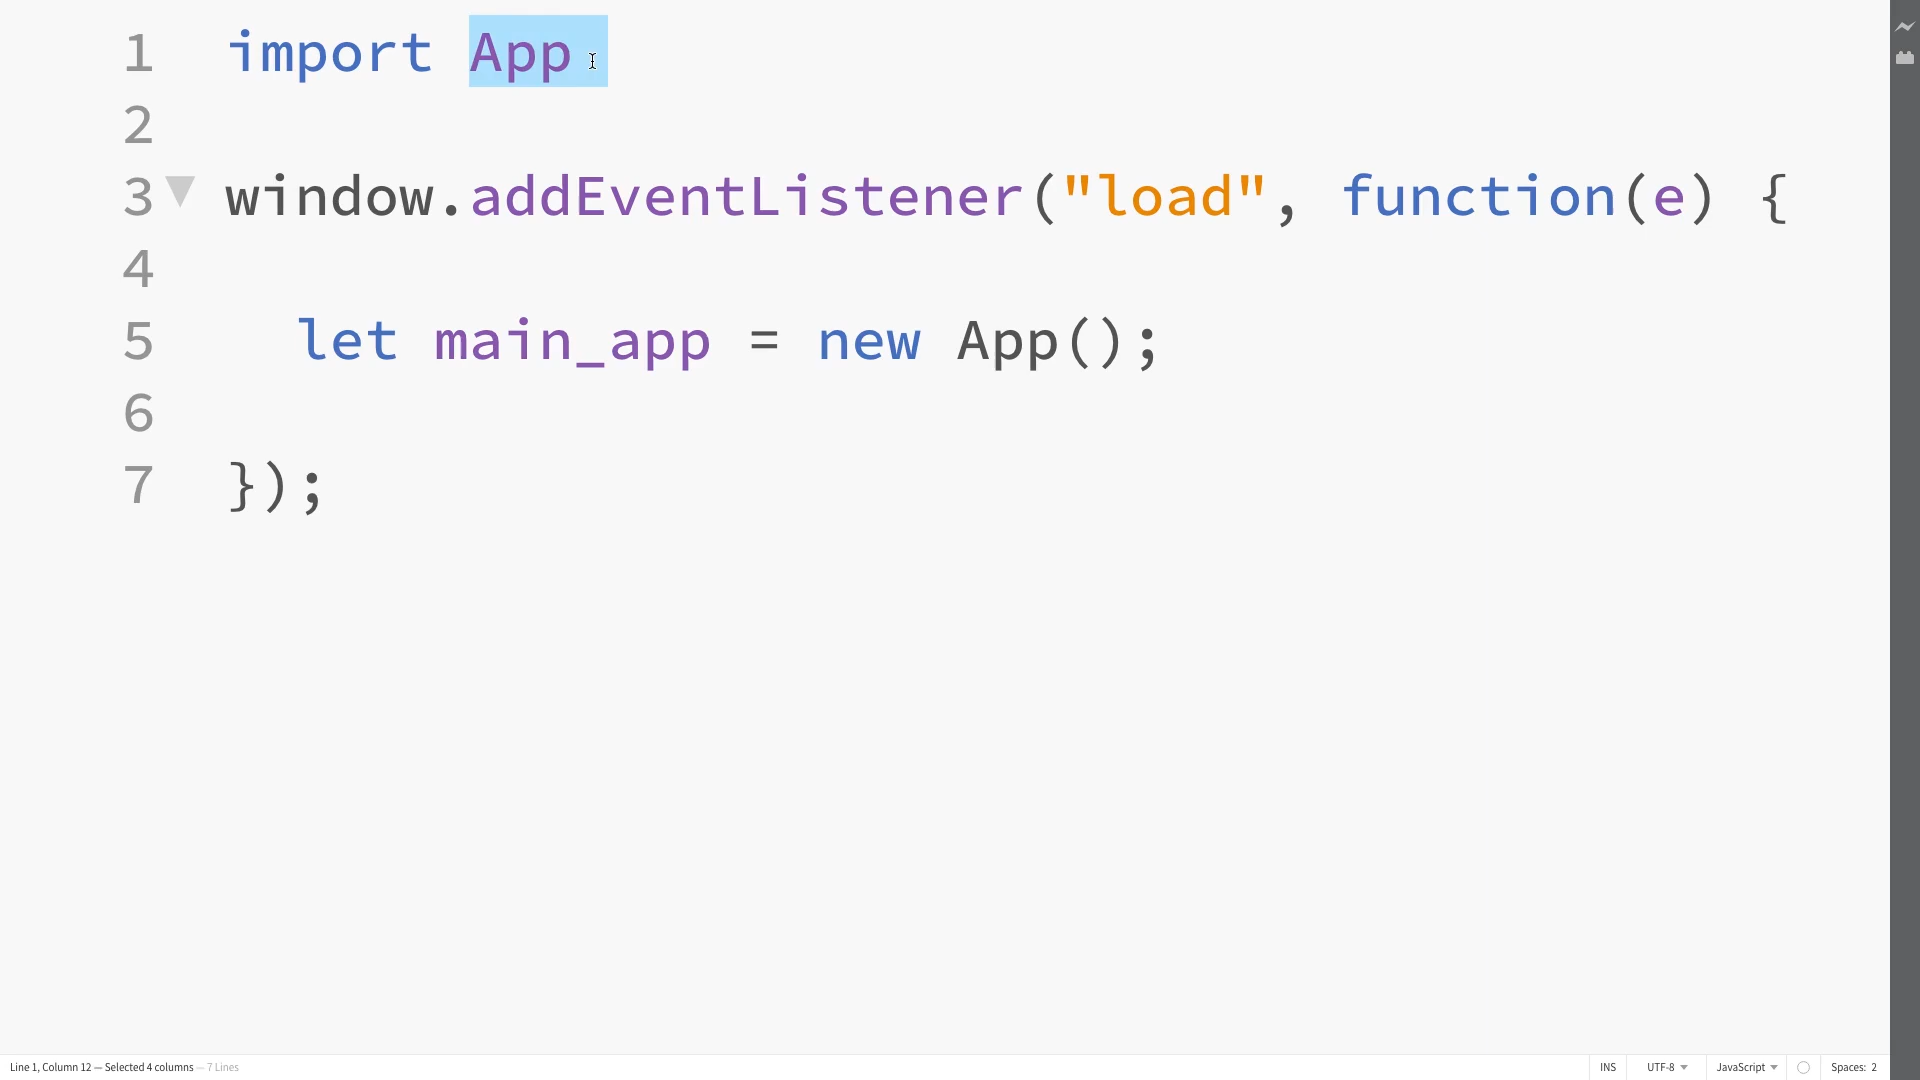 1 import App
2
3 window.addEventListener("load", function(e) {
4
5   let main_app = new App();
6
7 });
Line 1, Column 12 — Selected 4 columns — 7 Lines INS UTF-8 JavaScript Spaces: 2